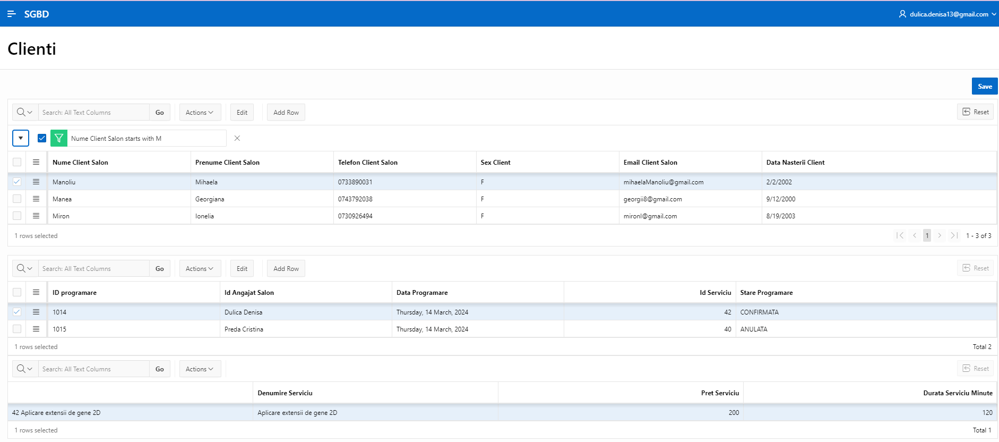 SGBD dulica.denisa13@gmail.com
Clienti
Save
Search: All Text Columns Go Actions Edit Add Row Reset
Nume Client Salon starts with M
Nume Client Salon Prenume Client Salon Telefon Client Salon Sex Client Email Client Salon Data Nasterii Client
Manoliu Mihaela 0733890031 F mihaelaManoliu@gmail.com 2/2/2002
Manea Georgiana 0743792038 F georgii8@gmail.com 9/12/2000
Miron Ionelia 0730926494 F mironI@gmail.com 8/19/2003
1 rows selected 1 1 - 3 of 3
Search: All Text Columns Go Actions Edit Add Row Reset
ID programare Id Angajat Salon Data Programare Id Serviciu Stare Programare
1014 Dulica Denisa Thursday, 14 March, 2024 42 CONFIRMATA
1015 Preda Cristina Thursday, 14 March, 2024 40 ANULATA
1 rows selected Total 2
Search: All Text Columns Go Actions Reset
Denumire Serviciu Pret Serviciu Durata Serviciu Minute
42 Aplicare extensii de gene 2D Aplicare extensii de gene 2D 200 120
1 rows selected Total 1